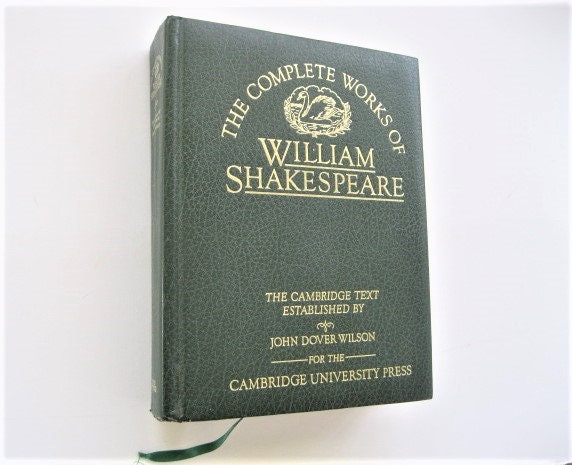 THE COMPLETE WORKS OF
WILLIAM
SHAKESPEARE
THE CAMBRIDGE TEXT
ESTABLISHED BY
JOHN DOVER WILSON
FOR THE
CAMBRIDGE UNIVERSITY PRESS